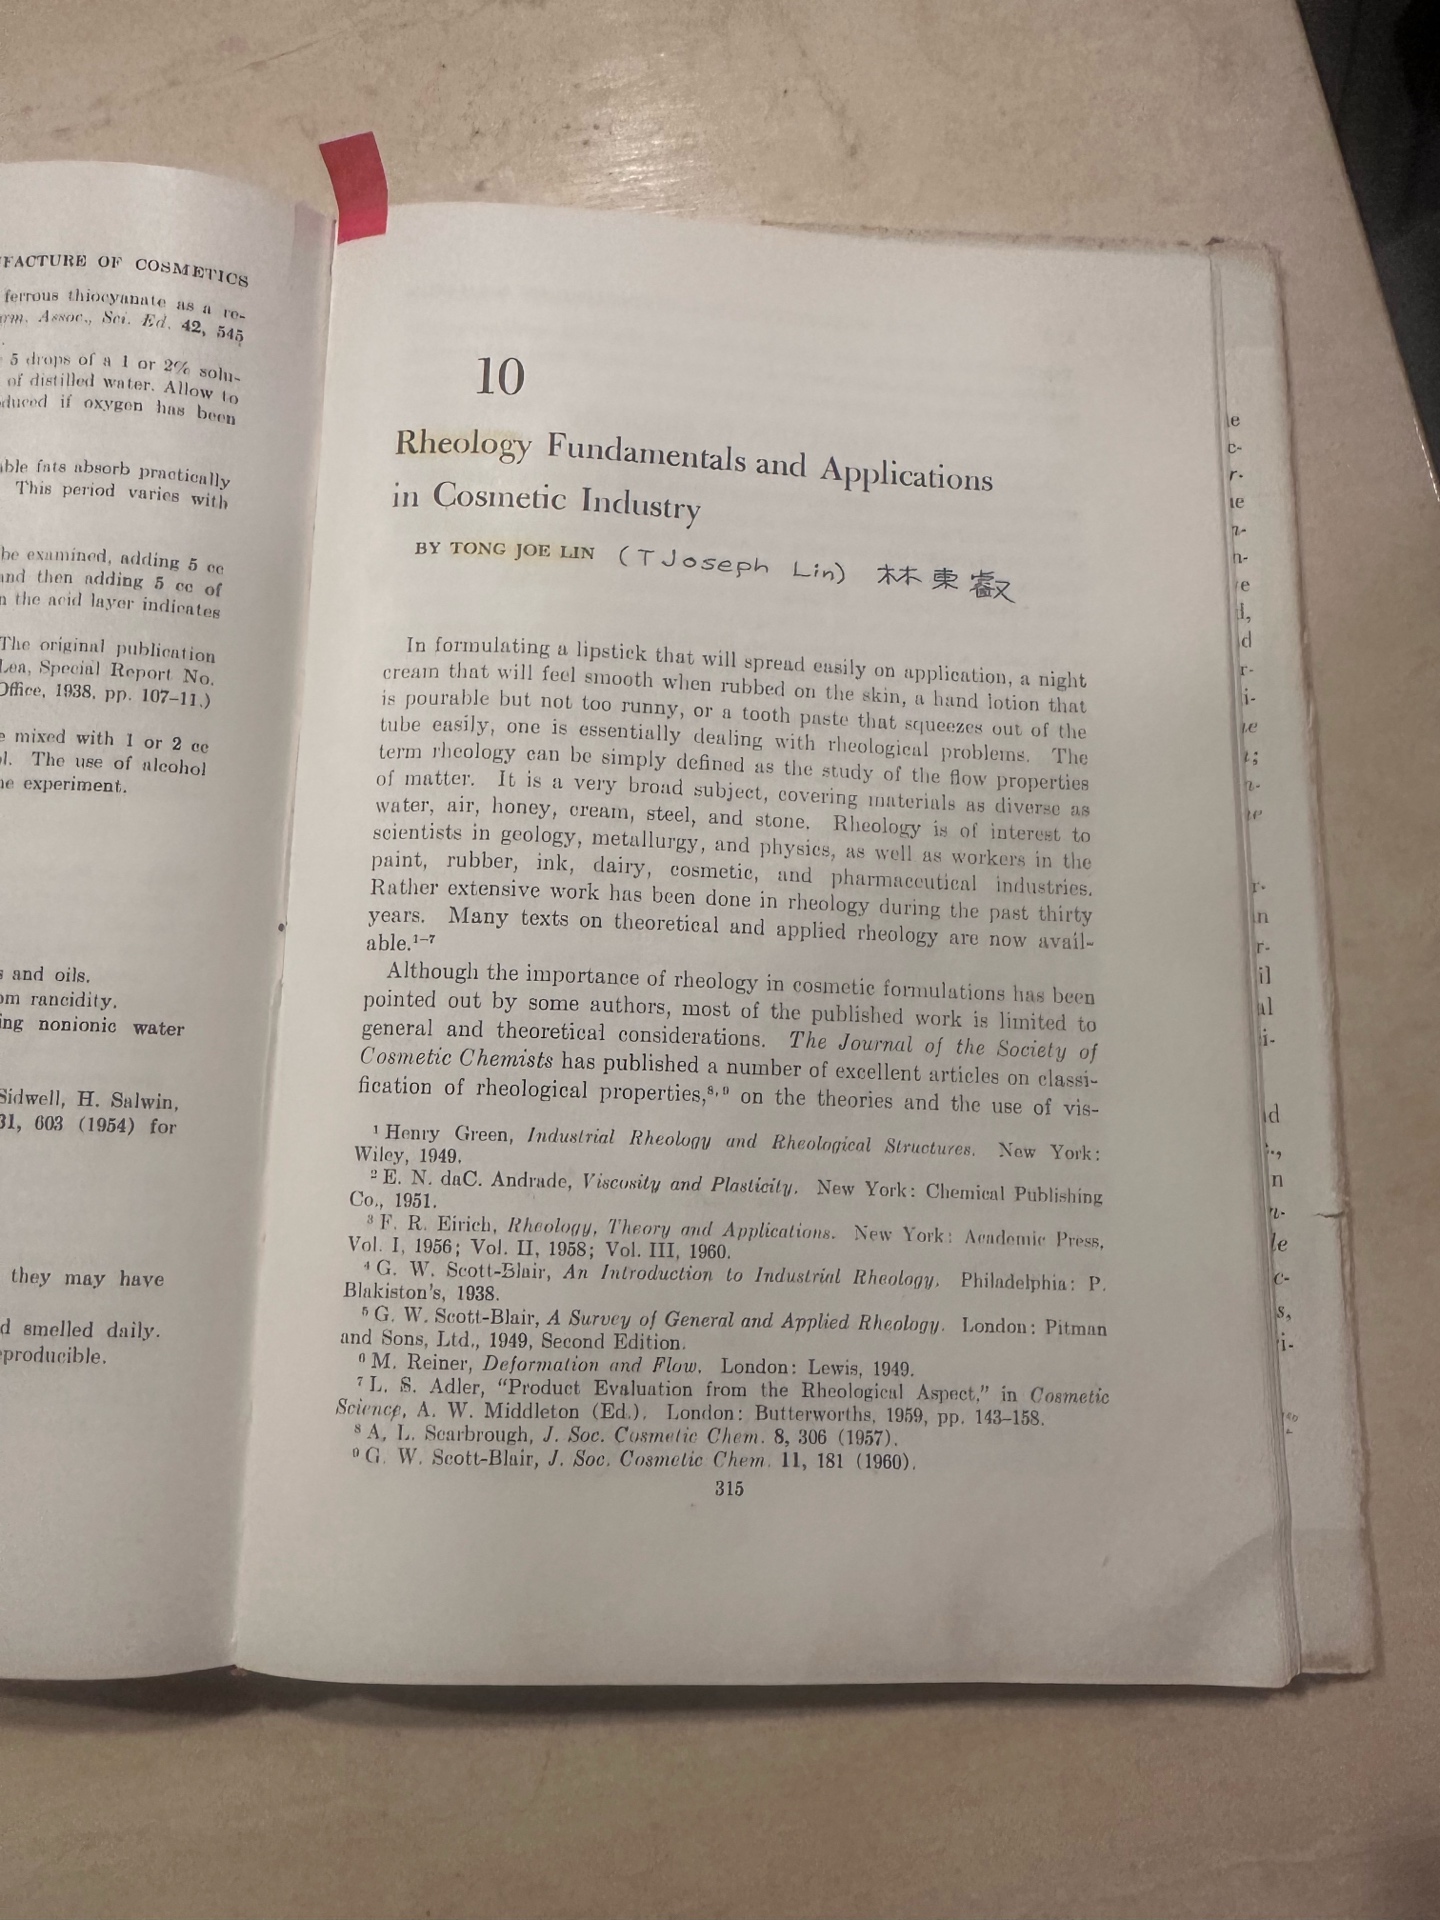 FACTURE OF COSMETICS
ferrous thiocyanate as a re-
Assoc., Sci. Ed. 42, 545
5 drops of a 1 or 2% solu-
of distilled water. Allow to
if oxygen has been
fats absorb practically
This period varies with
be examined, adding 5 cc
and then adding 5 cc of
the acid layer indicates
The original publication
Lea, Special Report No.
Office, 1938, pp. 107–11.)
mixed with 1 or 2 cc
The use of alcohol
experiment.
and oils.
rancidity.
nonionic water
Sidwell, H. Salwin,
31, 603 (1954) for
they may have
smelled daily.
10
Rheology Fundamentals and Applications
in Cosmetic Industry
BY TONG JOE LIN (T Joseph Lin) 林東叡
In formulating a lipstick that will spread easily on application, a night
cream that will feel smooth when rubbed on the skin, a hand lotion that
is pourable but not too runny, or a tooth paste that squeezes out of the
tube easily, one is essentially dealing with rheological problems. The
term rheology can be simply defined as the study of the flow properties
of matter. It is a very broad subject, covering materials as diverse as
water, air, honey, cream, steel, and stone. Rheology is of interest to
scientists in geology, metallurgy, and physics, as well as workers in the
paint, rubber, ink, dairy, cosmetic, and pharmaceutical industries.
Rather extensive work has been done in rheology during the past thirty
years. Many texts on theoretical and applied rheology are now avail-
able.¹⁻⁷
Although the importance of rheology in cosmetic formulations has been
pointed out by some authors, most of the published work is limited to
general and theoretical considerations. The Journal of the Society of
Cosmetic Chemists has published a number of excellent articles on classi-
fication of rheological properties,⁸,⁹ on the theories and the use of vis-
¹ Henry Green, Industrial Rheology and Rheological Structures. New York:
Wiley, 1949.
² E. N. daC. Andrade, Viscosity and Plasticity. New York: Chemical Publishing
Co., 1951.
³ F. R. Eirich, Rheology, Theory and Applications. New York: Academic Press,
Vol. I, 1956; Vol. II, 1958; Vol. III, 1960.
⁴ G. W. Scott-Blair, An Introduction to Industrial Rheology. Philadelphia: P.
Blakiston's, 1938.
⁵ G. W. Scott-Blair, A Survey of General and Applied Rheology. London: Pitman
and Sons, Ltd., 1949, Second Edition.
⁶ M. Reiner, Deformation and Flow. London: Lewis, 1949.
⁷ L. S. Adler, "Product Evaluation from the Rheological Aspect," in Cosmetic
Science, A. W. Middleton (Ed.). London: Butterworths, 1959, pp. 143–158.
⁸ A. L. Scarbrough, J. Soc. Cosmetic Chem. 8, 306 (1957).
⁹ G. W. Scott-Blair, J. Soc. Cosmetic Chem. 11, 181 (1960).
315